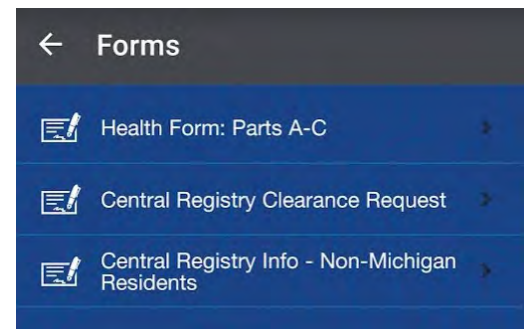 Forms
Health Form: Parts A-C
Central Registry Clearance Request
Central Registry Info - Non-Michigan
Residents